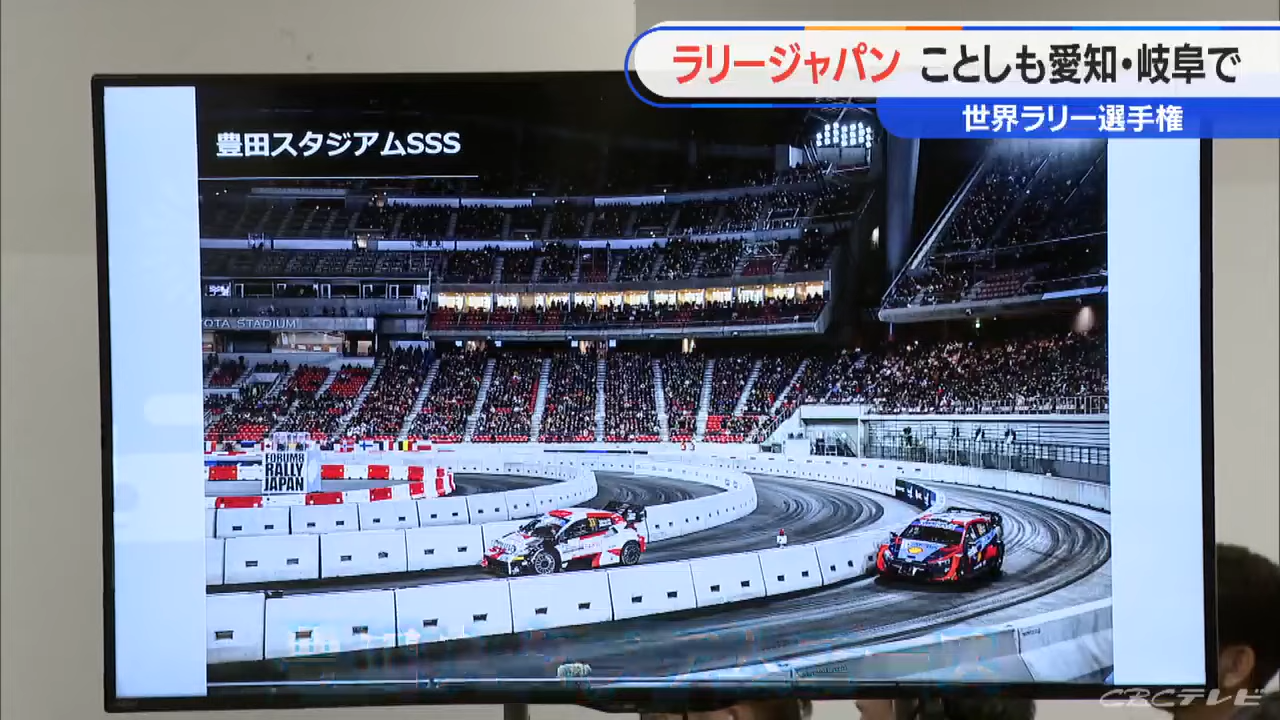 ラリージャパン ことしも愛知・岐阜で
世界ラリー選手権
豊田スタジアムSSS
OTA STADIUM
FORUM8
RALLY
JAPAN
CBCテレビ